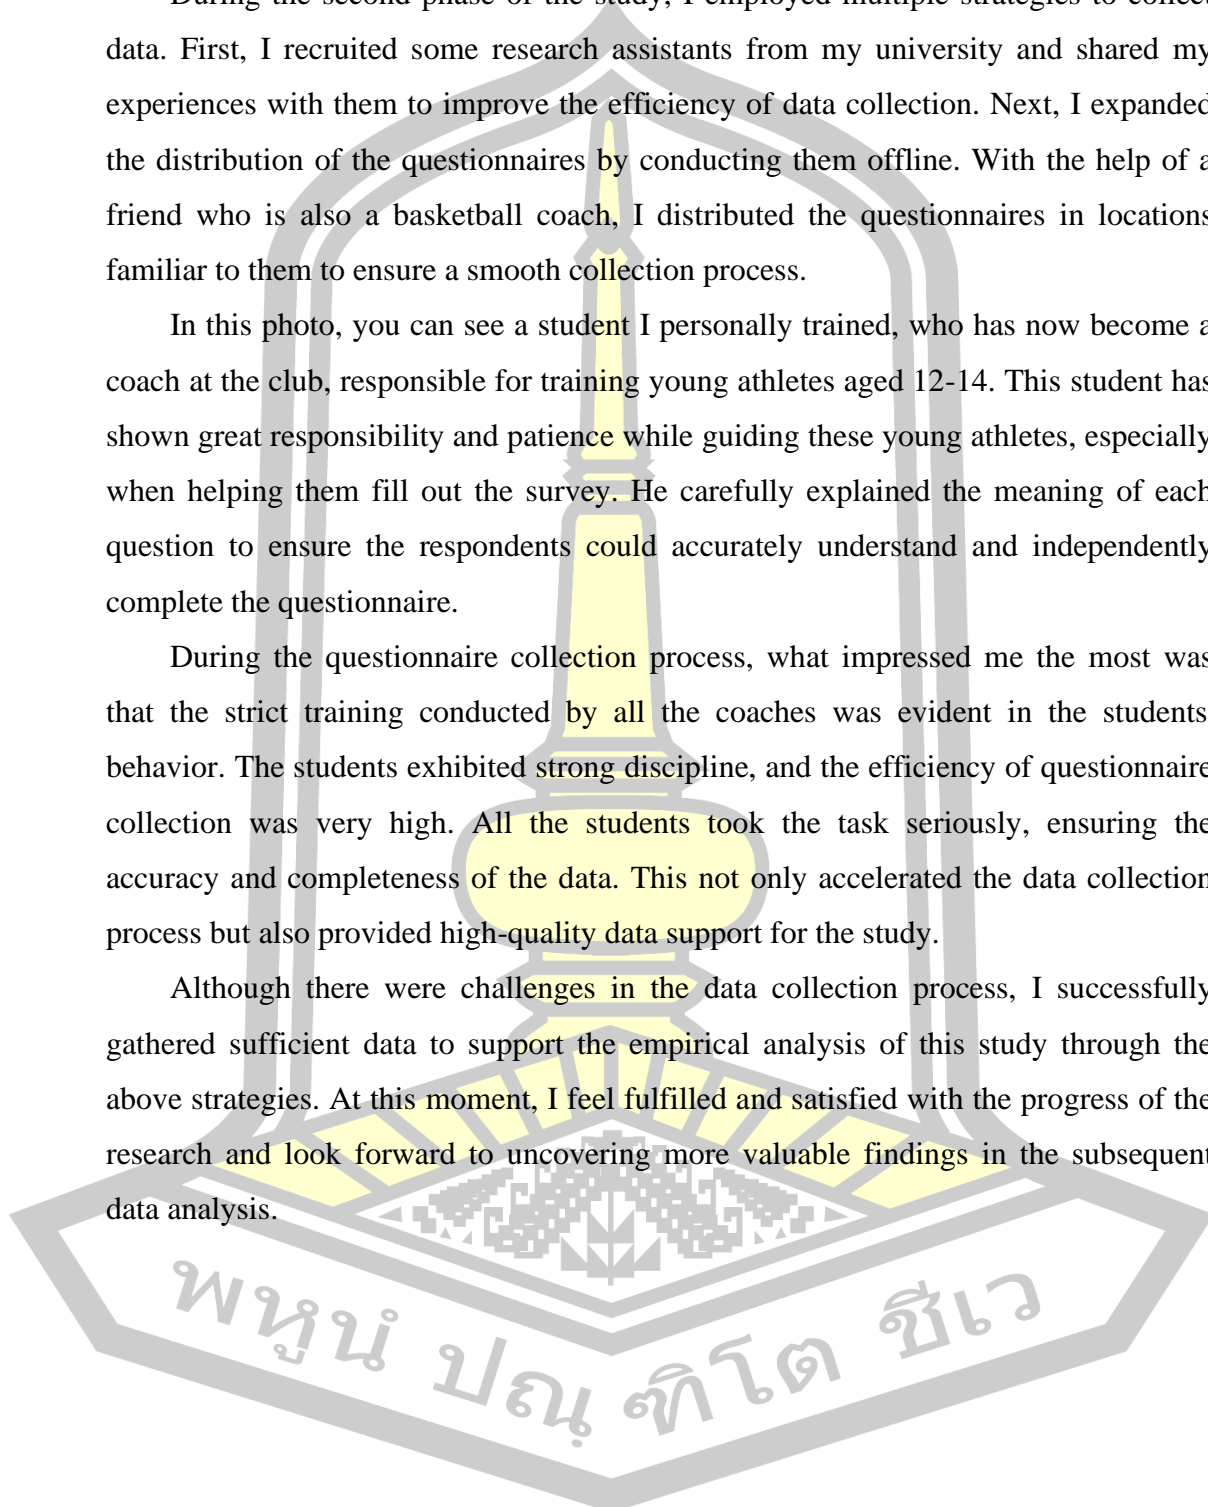 During the second phase of the study, I employed multiple strategies to collect
data. First, I recruited some research assistants from my university and shared my
experiences with them to improve the efficiency of data collection. Next, I expanded
the distribution of the questionnaires by conducting them offline. With the help of a
friend who is also a basketball coach, I distributed the questionnaires in locations
familiar to them to ensure a smooth collection process.
In this photo, you can see a student I personally trained, who has now become a
coach at the club, responsible for training young athletes aged 12-14. This student has
shown great responsibility and patience while guiding these young athletes, especially
when helping them fill out the survey. He carefully explained the meaning of each
question to ensure the respondents could accurately understand and independently
complete the questionnaire.
During the questionnaire collection process, what impressed me the most was
that the strict training conducted by all the coaches was evident in the students
behavior. The students exhibited strong discipline, and the efficiency of questionnaire
collection was very high. All the students took the task seriously, ensuring the
accuracy and completeness of the data. This not only accelerated the data collection
process but also provided high-quality data support for the study.
Although there were challenges in the data collection process, I successfully
gathered sufficient data to support the empirical analysis of this study through the
above strategies. At this moment, I feel fulfilled and satisfied with the progress of the
research and look forward to uncovering more valuable findings in the subsequent
data analysis.
พหูนํ ปณฺฑิโต ชีเว